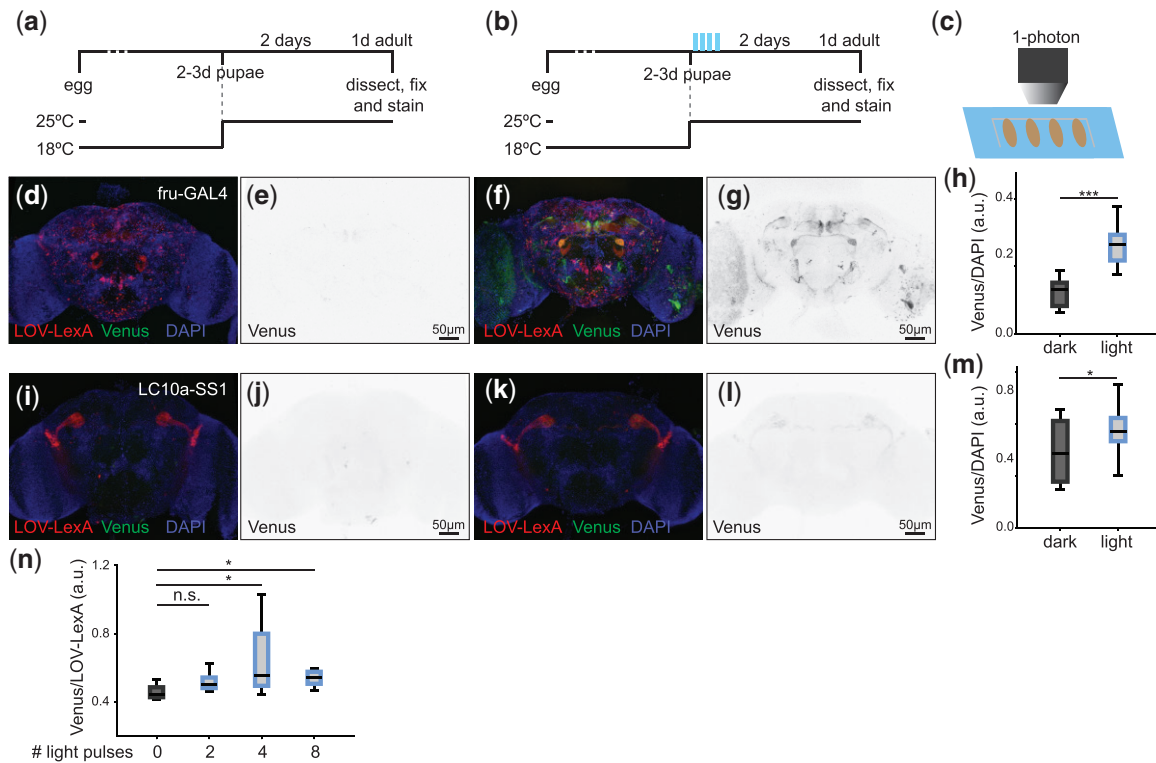 (a)
2 days
1d adult
2-3d pupae
egg
dissect, fix
and stain
25ºC
18ºC
(b)
2 days
1d adult
2-3d pupae
egg
dissect, fix
and stain
25ºC
18ºC
(c)
1-photon
(d)
fru-GAL4
LOV-LexA Venus DAPI
(e)
Venus
50µm
(f)
LOV-LexA Venus DAPI
(g)
Venus
50µm
(h)
Venus/DAPI (a.u.)
0.4
0.2
0.0
***
dark
light
(i)
LC10a-SS1
LOV-LexA Venus DAPI
(j)
Venus
50µm
(k)
LOV-LexA Venus DAPI
(l)
Venus
50µm
(m)
Venus/DAPI (a.u.)
0.8
0.4
0.0
*
dark
light
(n)
Venus/LOV-LexA (a.u.)
1.2
0.8
0.4
*
*
n.s.
# light pulses
0
2
4
8